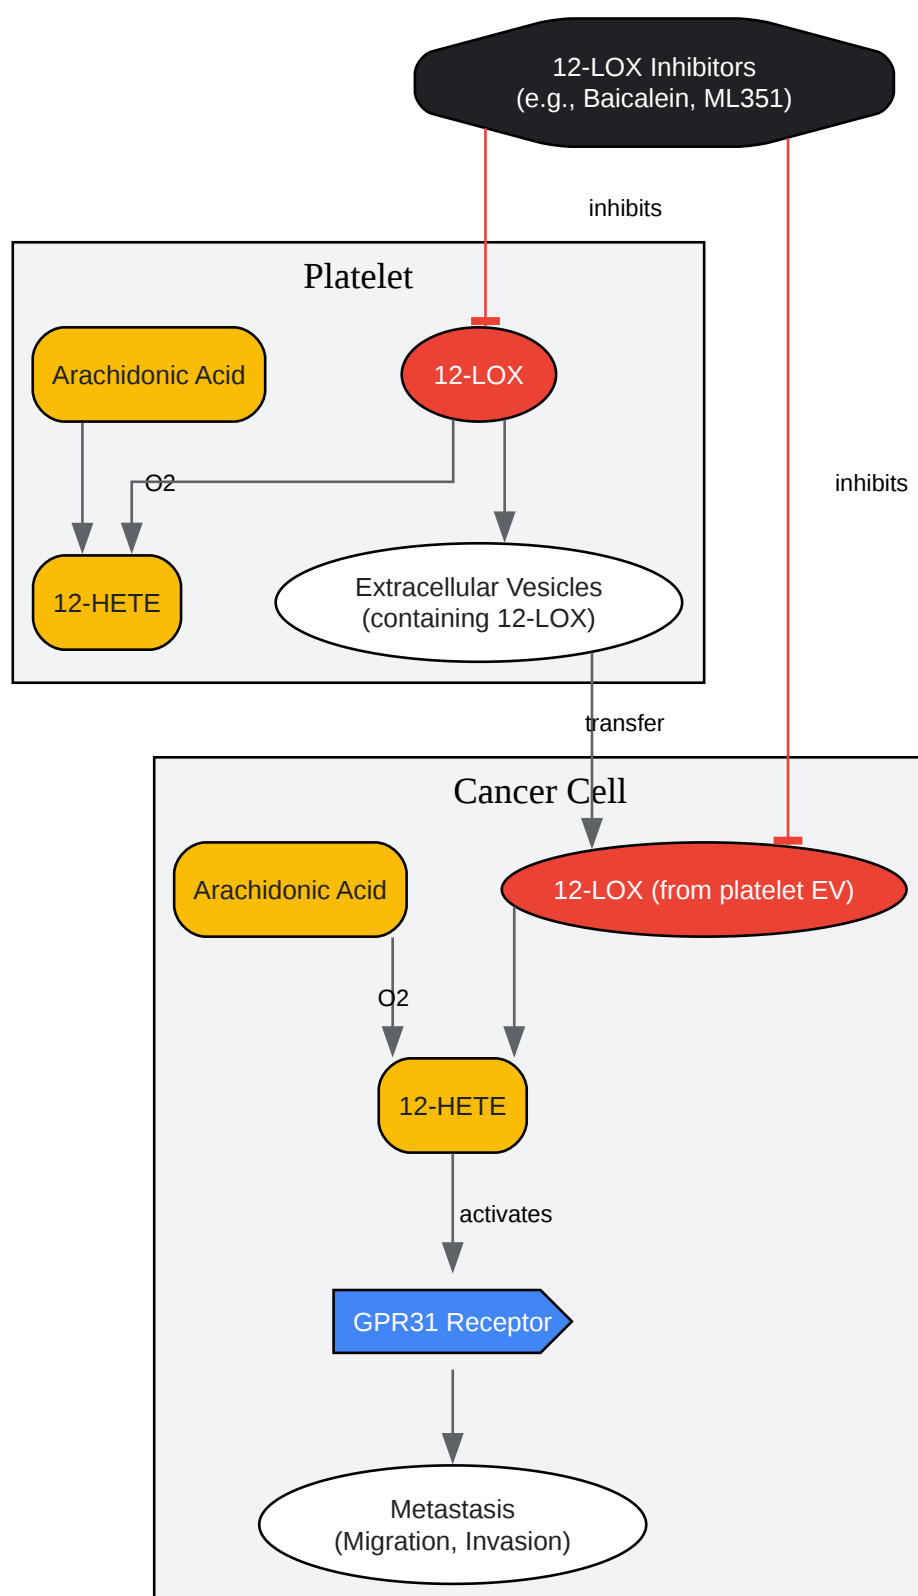 12-LOX Inhibitors
(e.g., Baicalein, ML351)
inhibits
Platelet
Arachidonic Acid
12-LOX
O2
inhibits
12-HETE
Extracellular Vesicles
(containing 12-LOX)
transfer
Cancer Cell
Arachidonic Acid
12-LOX (from platelet EV)
O2
12-HETE
activates
GPR31 Receptor
Metastasis
(Migration, Invasion)